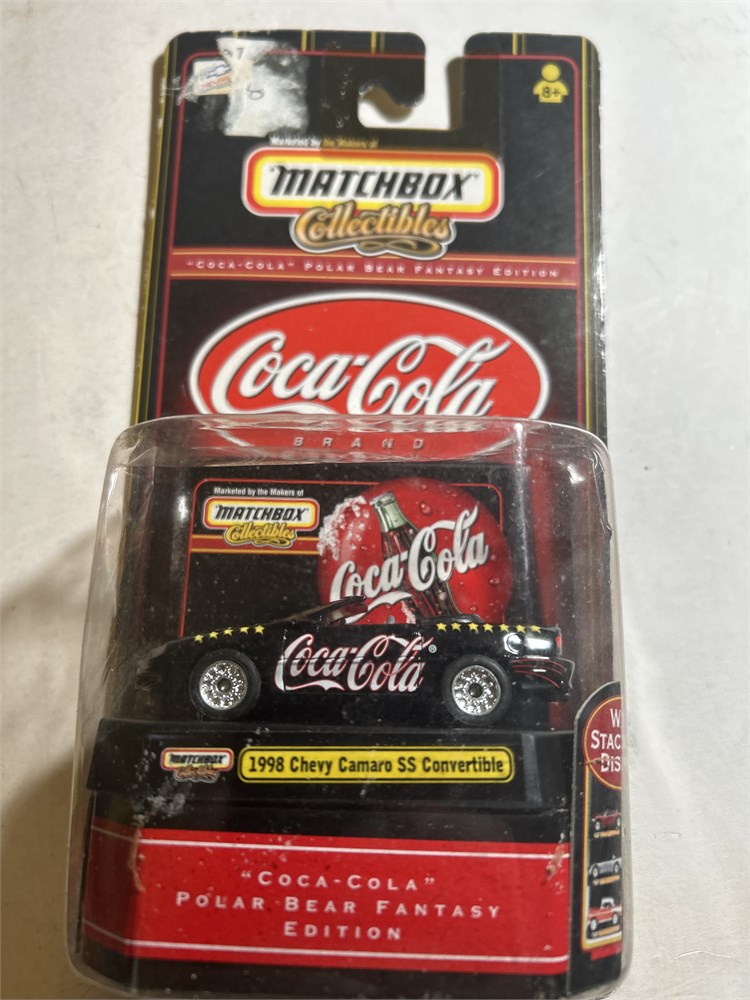 8+
Marketed by the Makers of
MATCHBOX
Collectibles
"COCA-COLA" POLAR BEAR FANTASY EDITION
Coca-Cola
BRAND
Marketed by the Makers of
MATCHBOX
Collectibles
Coca-Cola
Coca-Cola®
MATCHBOX
Collectibles
1998 Chevy Camaro SS Convertible
"COCA-COLA"
POLAR BEAR FANTASY
EDITION